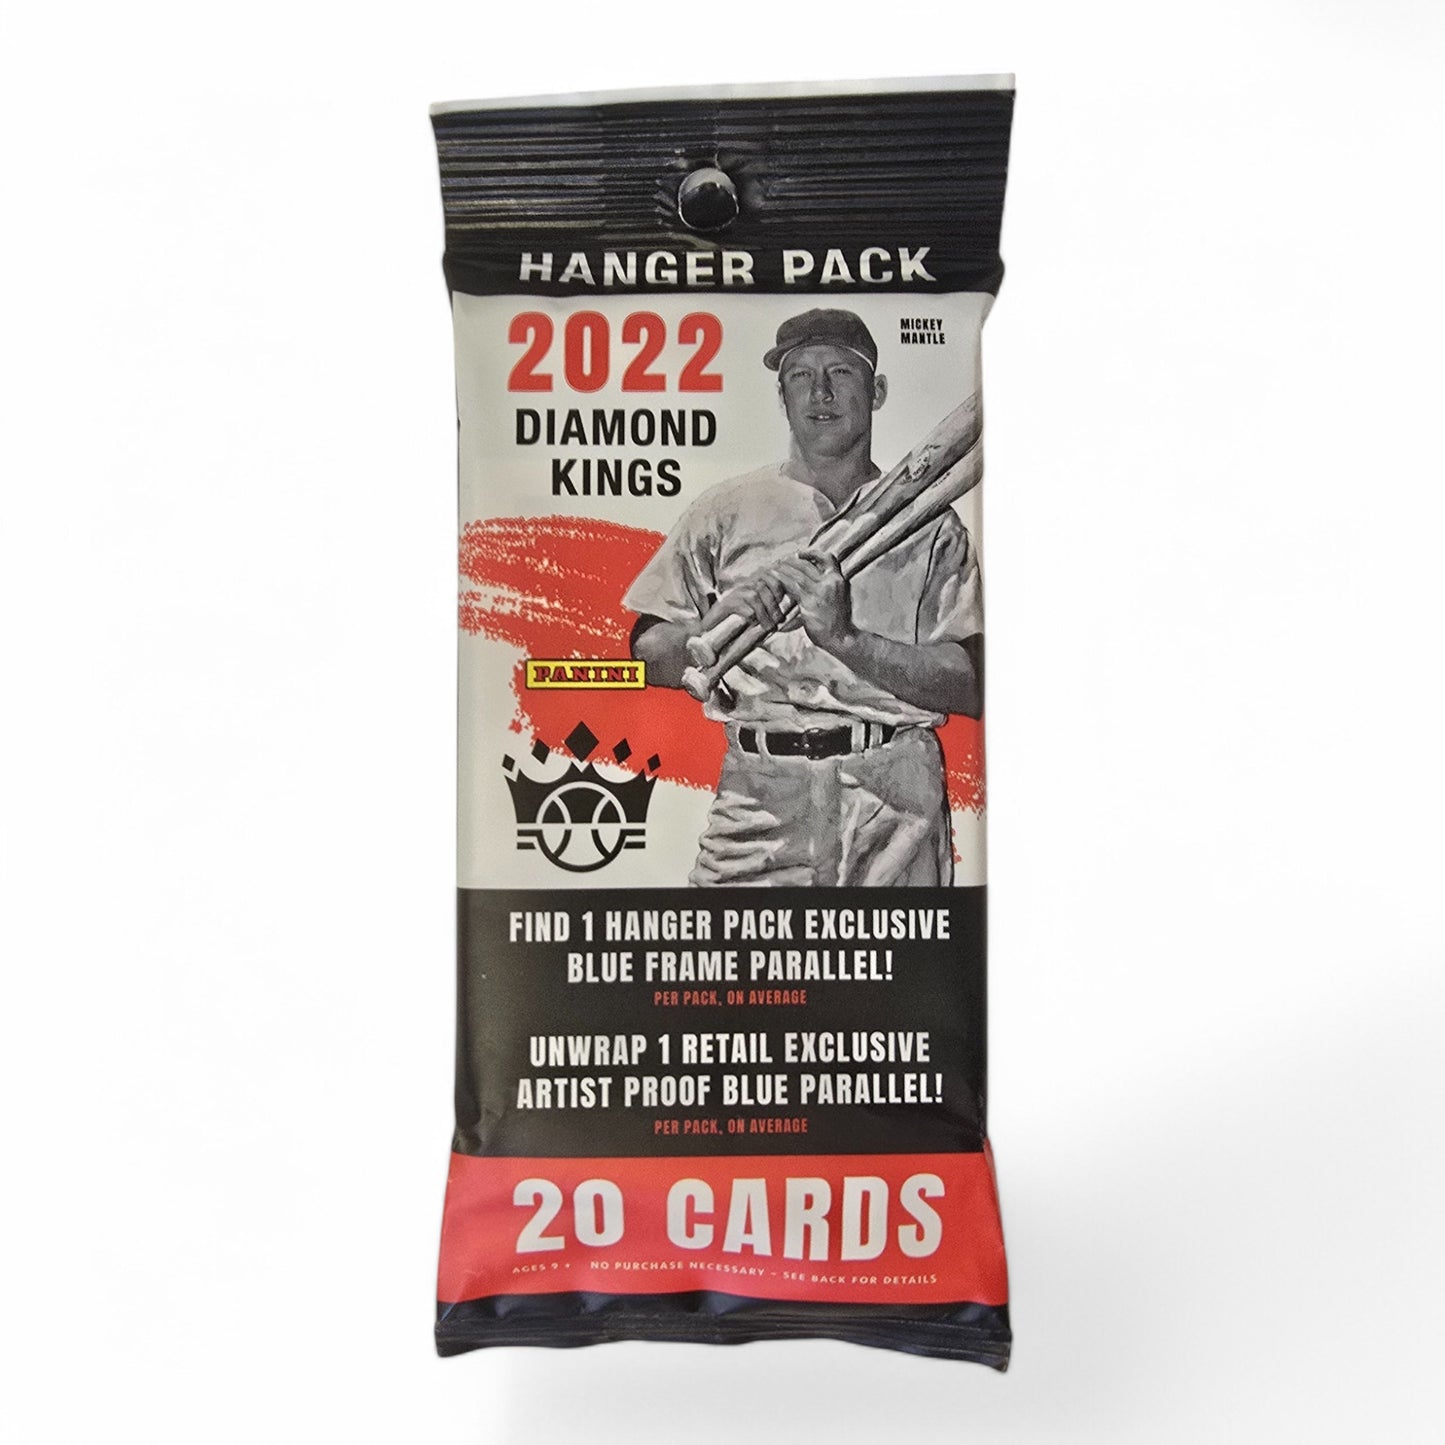 HANGER PACK
2022
DIAMOND
KINGS
MICKEY
MANTLE
PANINI
FIND 1 HANGER PACK EXCLUSIVE
BLUE FRAME PARALLEL!
PER PACK, ON AVERAGE
UNWRAP 1 RETAIL EXCLUSIVE
ARTIST PROOF BLUE PARALLEL!
PER PACK, ON AVERAGE
20 CARDS
AGES 9+ NO PURCHASE NECESSARY - SEE BACK FOR DETAILS